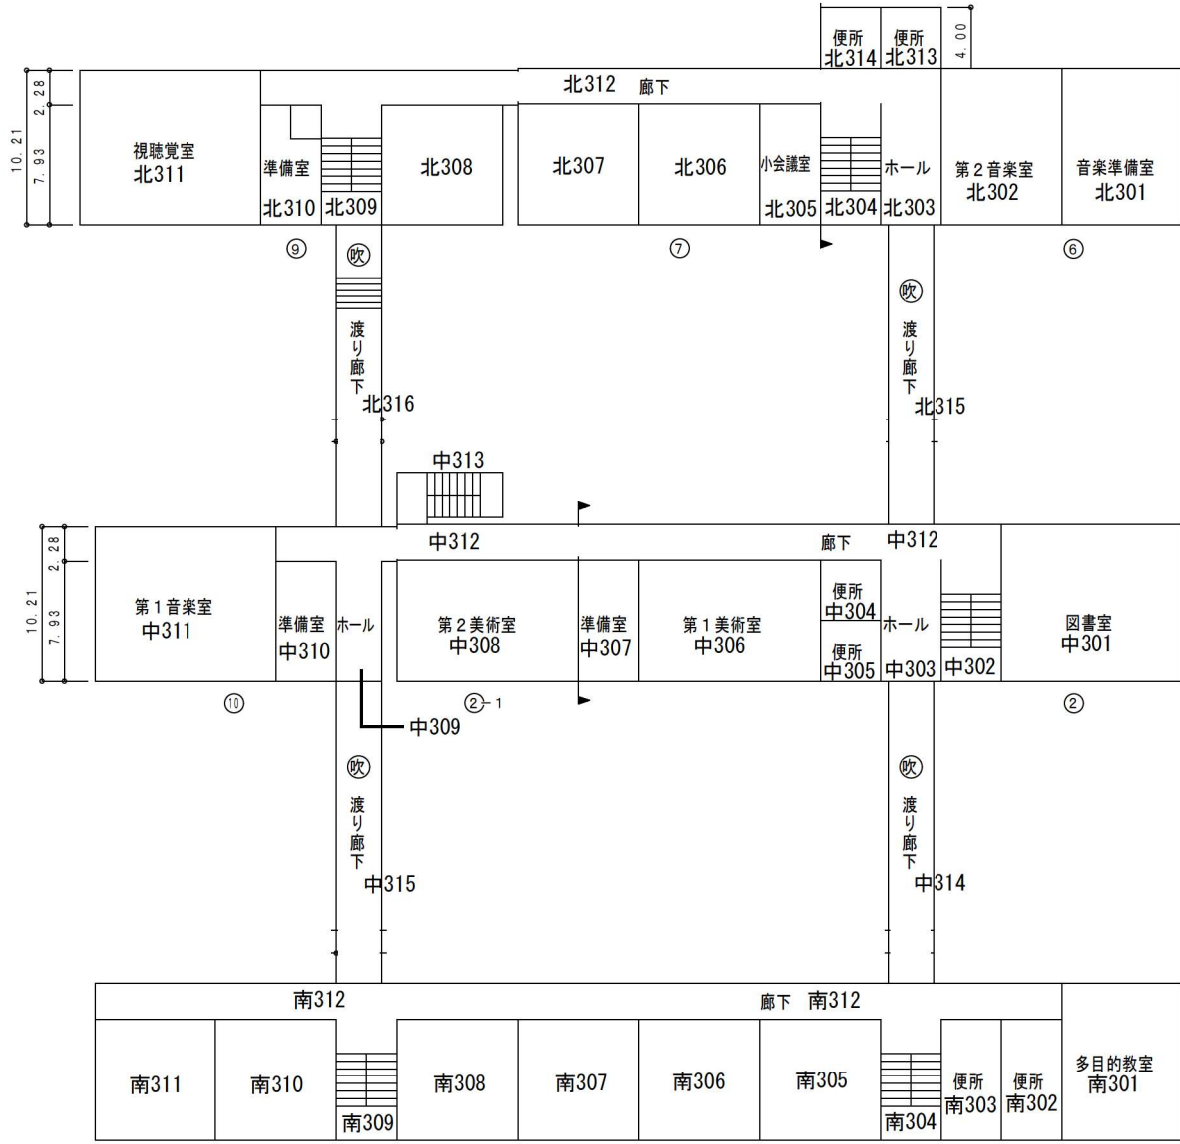 便所
北314
便所
北313
4.00
北312 廊下
2.28
10.21
7.93
視聴覚室
北311
準備室
北310
北309
北308
北307
北306
小会議室
北305
北304
ホール
北303
第2音楽室
北302
音楽準備室
北301
⑨
⑦
⑥
吹
渡り廊下
北316
吹
渡り廊下
北315
中313
中312
廊下 中312
2.28
10.21
7.93
第1音楽室
中311
準備室
中310
ホール
第2美術室
中308
準備室
中307
第1美術室
中306
便所
中304
便所
中305
ホール
中303
中302
図書室
中301
⑩
②-1
②
中309
吹
渡り廊下
中315
吹
渡り廊下
中314
南312
廊下 南312
南311
南310
南309
南308
南307
南306
南305
南304
便所
南303
便所
南302
多目的教室
南301